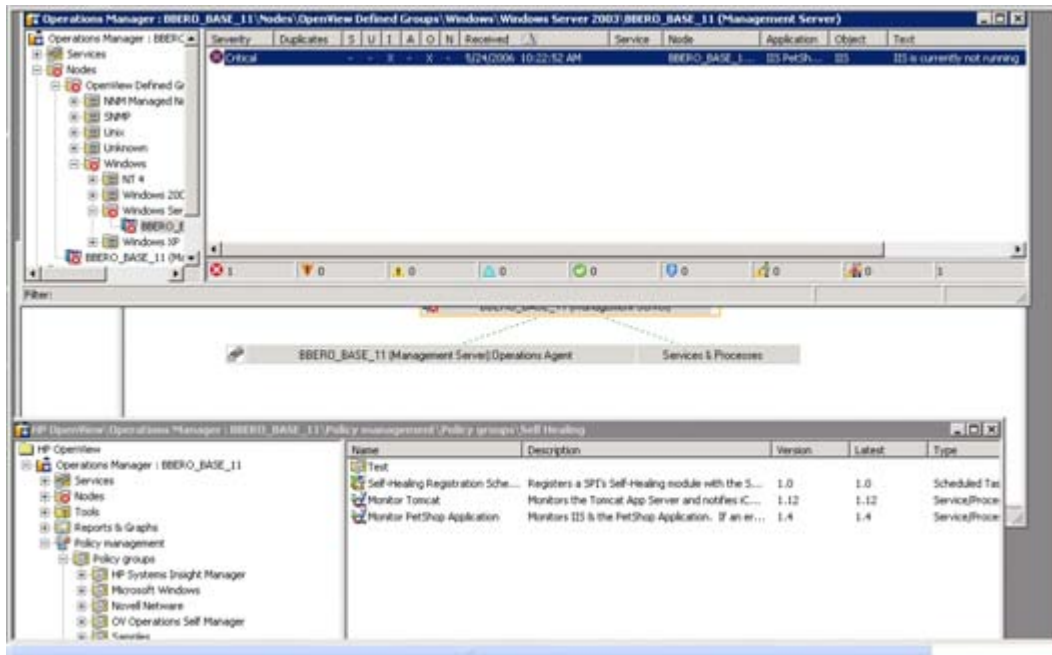 Operations Manager : BBERO_BASE_11\Nodes\OpenView Defined Groups\Windows\Windows Server 2003\BBERO_BASE_11 (Management Server)
Operations Manager : BBERC
Services
Nodes
OpenView Defined Gr
NNM Managed Ne
SNMP
Unix
Unknown
Windows
NT 4
Windows 200
Windows Ser
BBERO_B
Windows XP
BBERO_BASE_11 (Ma
Severity Duplicates S U I A O N Received Service Node Application Object Text
Critical - - X - X - 5/24/2006 10:22:52 AM BBERO_BASE_1... IIS PetSh... IIS IIS is currently not running
1 0 0 0 0 0 0 0 1
Filter:
BBERO_BASE_11 (Management Server)
BBERO_BASE_11 (Management Server):Operations Agent
Services & Processes
HP OpenView\Operations Manager : BBERO_BASE_11\Policy management\Policy groups\Self Healing
HP OpenView
Operations Manager : BBERO_BASE_11
Services
Nodes
Tools
Reports & Graphs
Policy management
Policy groups
HP Systems Insight Manager
Microsoft Windows
Novell Netware
OV Operations Self Manager
Samples
Name Description Version Latest Type
Test
Self-Healing Registration Sche... Registers a SPI's Self-Healing module with the S... 1.0 1.0 Scheduled Tas
Monitor Tomcat Monitors the Tomcat App Server and notifies iC... 1.12 1.12 Service/Proce
Monitor PetShop Application Monitors IIS & the PetShop Application. If an er... 1.4 1.4 Service/Proce